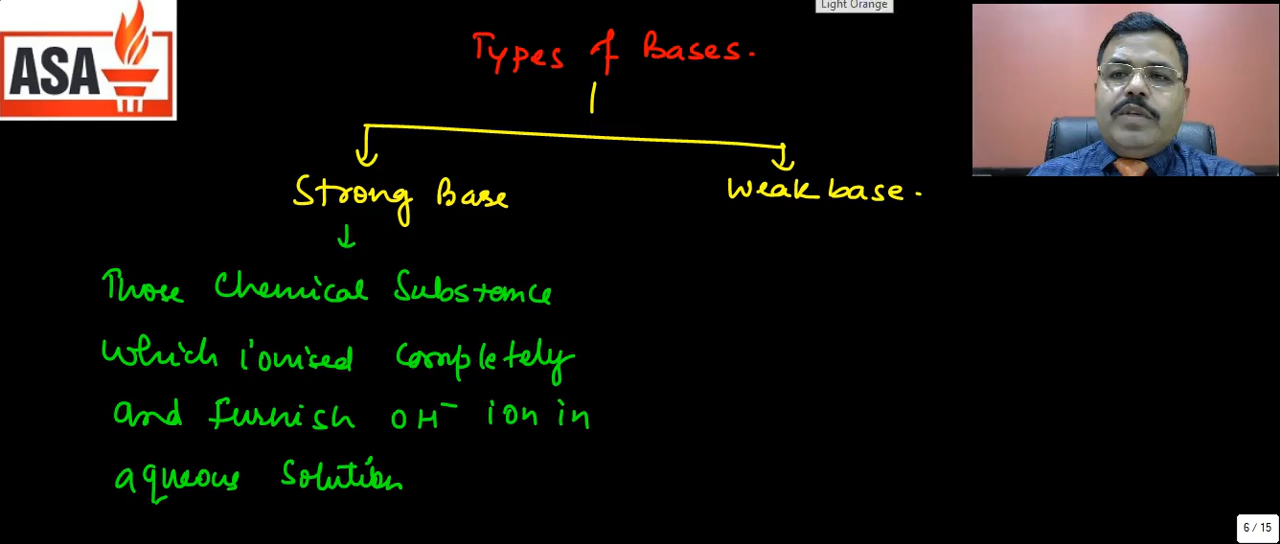 Light Orange
ASA
Types of Bases.
Strong Base
Weak base.
Those Chemical Substance
which ionised completely
and furnish OH⁻ ion in
aqueous solution
6 / 15